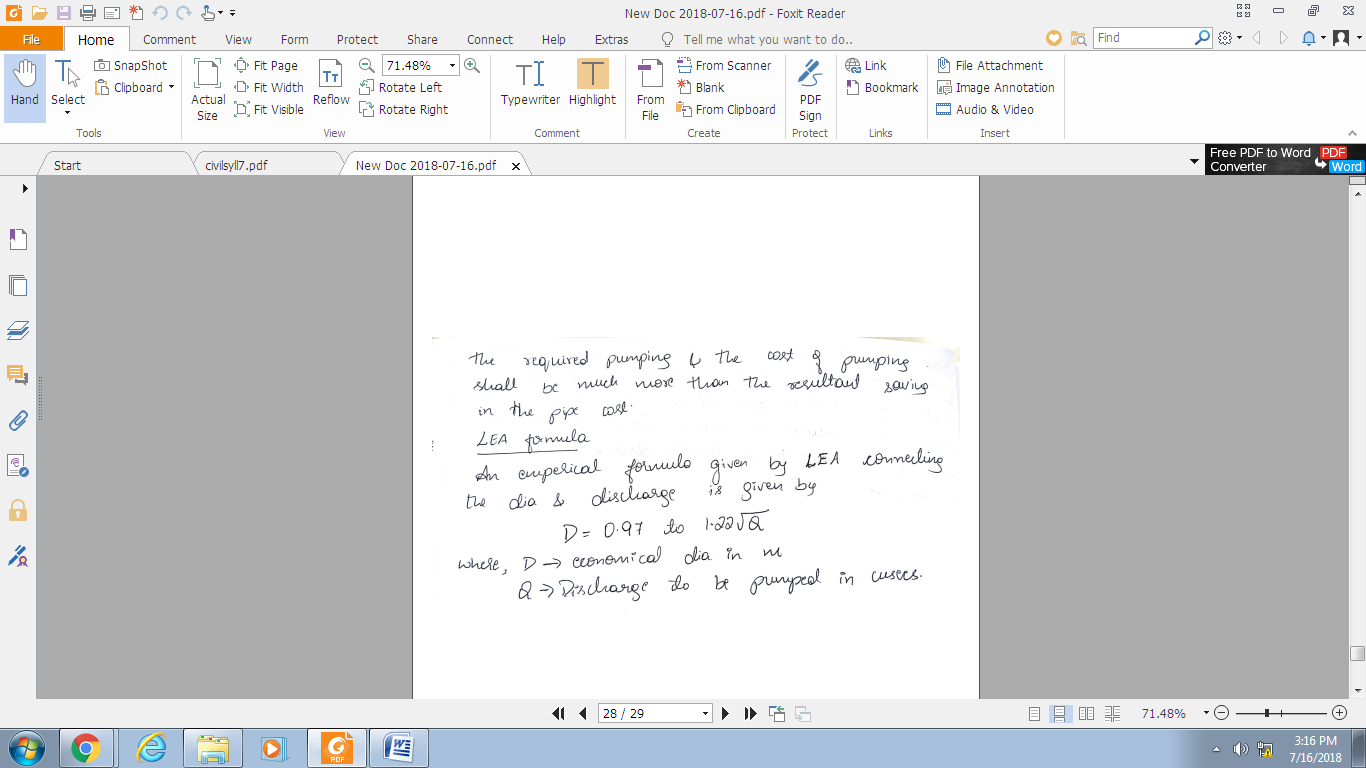 New Doc 2018-07-16.pdf - Foxit Reader
File Home Comment View Form Protect Share Connect Help Extras Tell me what you want to do.. Find
Hand
Select
SnapShot
Clipboard
Tools
Actual Size
Fit Page
Fit Width
Fit Visible
Reflow
71.48%
Rotate Left
Rotate Right
View
Typewriter
Highlight
Comment
From File
From Scanner
Blank
From Clipboard
Create
PDF Sign
Protect
Link
Bookmark
Links
File Attachment
Image Annotation
Audio & Video
Insert
Start civilsyll7.pdf New Doc 2018-07-16.pdf
Free PDF to Word PDF
Converter Word
the required pumping & the cost of pumping
shall be much more than the resultant saving
in the pipe cost.
LEA formula
An emperical formula given by LEA connecting
the dia & discharge is given by
D = 0.97 to 1.22√Q
where, D → economical dia in m
Q → Discharge to be pumped in cusecs.
28 / 29
71.48%
PDF
3:16 PM
7/16/2018